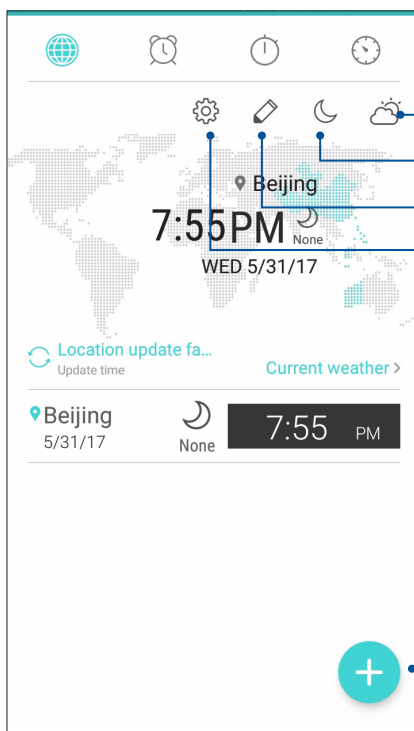 Beijing
7:55PM
None
WED 5/31/17
Location update fa...
Update time
Current weather >
Beijing
5/31/17
None
7:55 PM